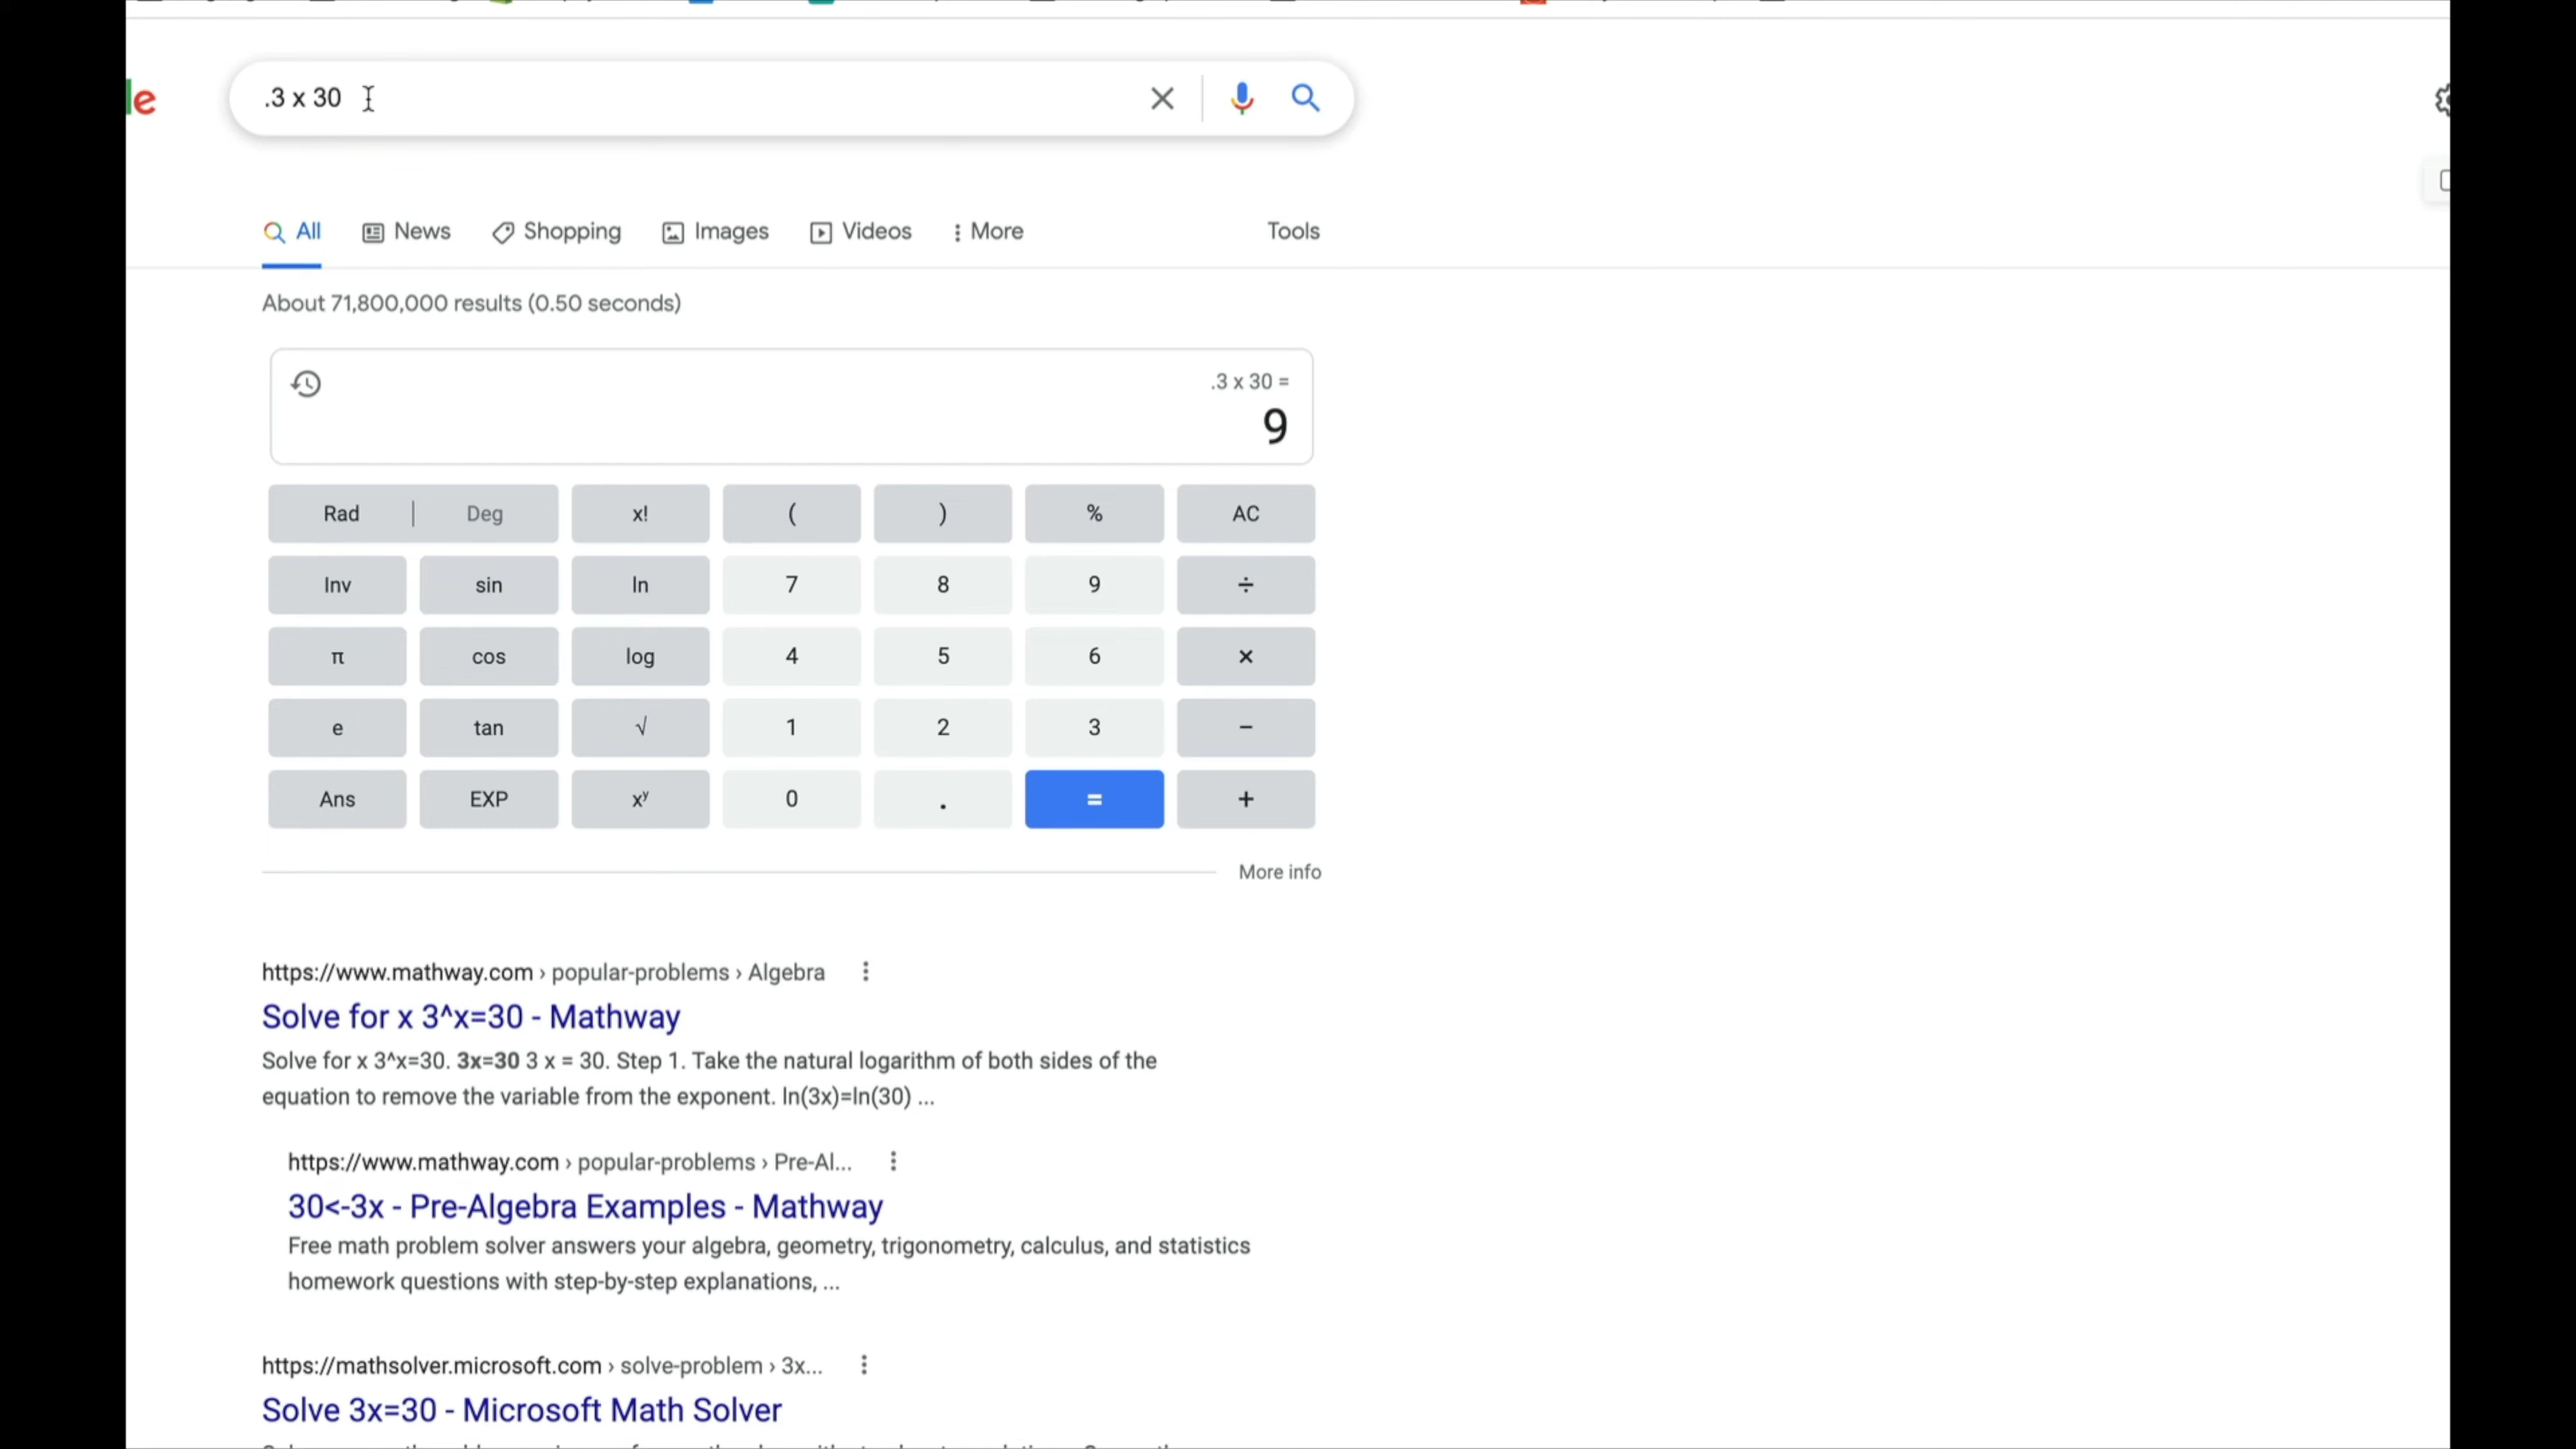 le
.3 x 30
All
News
Shopping
Images
Videos
More
Tools
About 71,800,000 results (0.50 seconds)
.3 x 30 =
9
Rad | Deg x! ( ) % AC
Inv sin ln 7 8 9 ÷
π cos log 4 5 6 ×
e tan √ 1 2 3 −
Ans EXP xʸ 0 . = +
More info
https://www.mathway.com › popular-problems › Algebra
Solve for x 3^x=30 - Mathway
Solve for x 3^x=30. 3x=30 3 x = 30. Step 1. Take the natural logarithm of both sides of the
equation to remove the variable from the exponent. ln(3x)=ln(30) ...
https://www.mathway.com › popular-problems › Pre-Al...
30<-3x - Pre-Algebra Examples - Mathway
Free math problem solver answers your algebra, geometry, trigonometry, calculus, and statistics
homework questions with step-by-step explanations, ...
https://mathsolver.microsoft.com › solve-problem › 3x...
Solve 3x=30 - Microsoft Math Solver